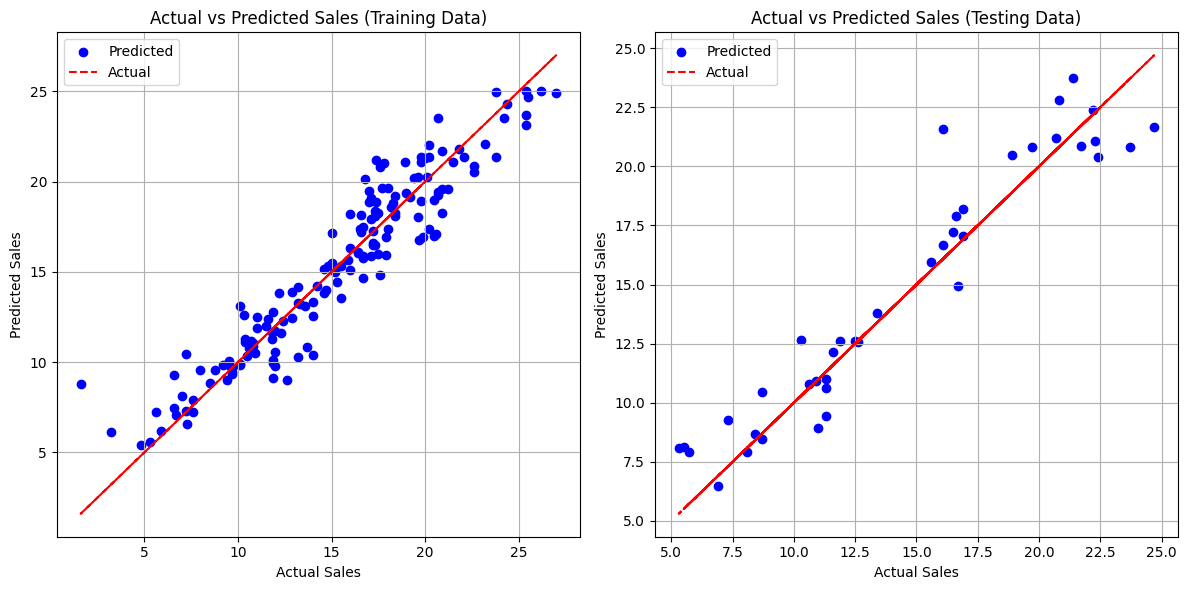 Actual vs Predicted Sales (Training Data)
Predicted
Actual
25
20
15
10
5
Predicted Sales
5
10
15
20
25
Actual Sales
Actual vs Predicted Sales (Testing Data)
Predicted
Actual
25.0
22.5
20.0
17.5
15.0
12.5
10.0
7.5
5.0
Predicted Sales
5.0
7.5
10.0
12.5
15.0
17.5
20.0
22.5
25.0
Actual Sales